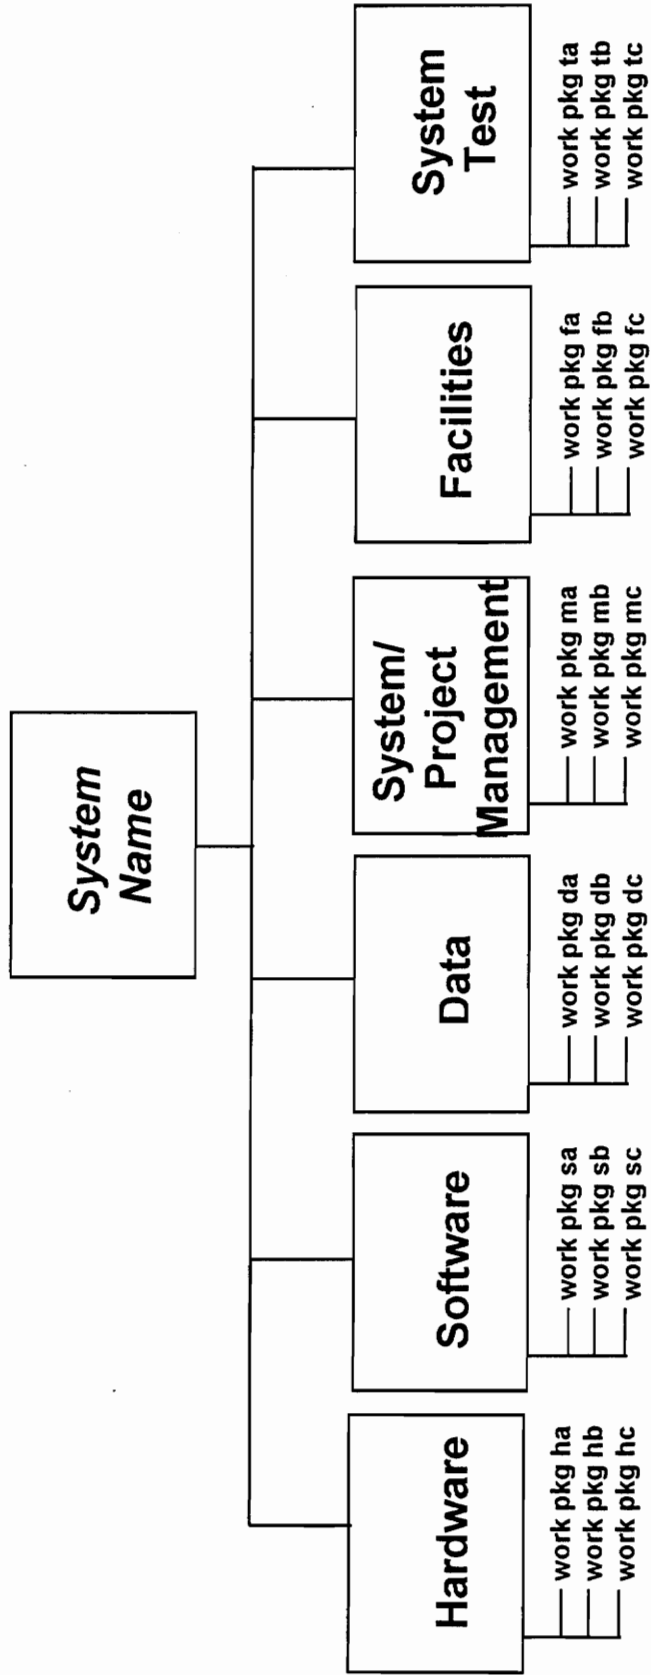 System
Name
Hardware
work pkg ha
work pkg hb
work pkg hc
Software
work pkg sa
work pkg sb
work pkg sc
Data
work pkg da
work pkg db
work pkg dc
System/
Project
Management
work pkg ma
work pkg mb
work pkg mc
Facilities
work pkg fa
work pkg fb
work pkg fc
System
Test
work pkg ta
work pkg tb
work pkg tc